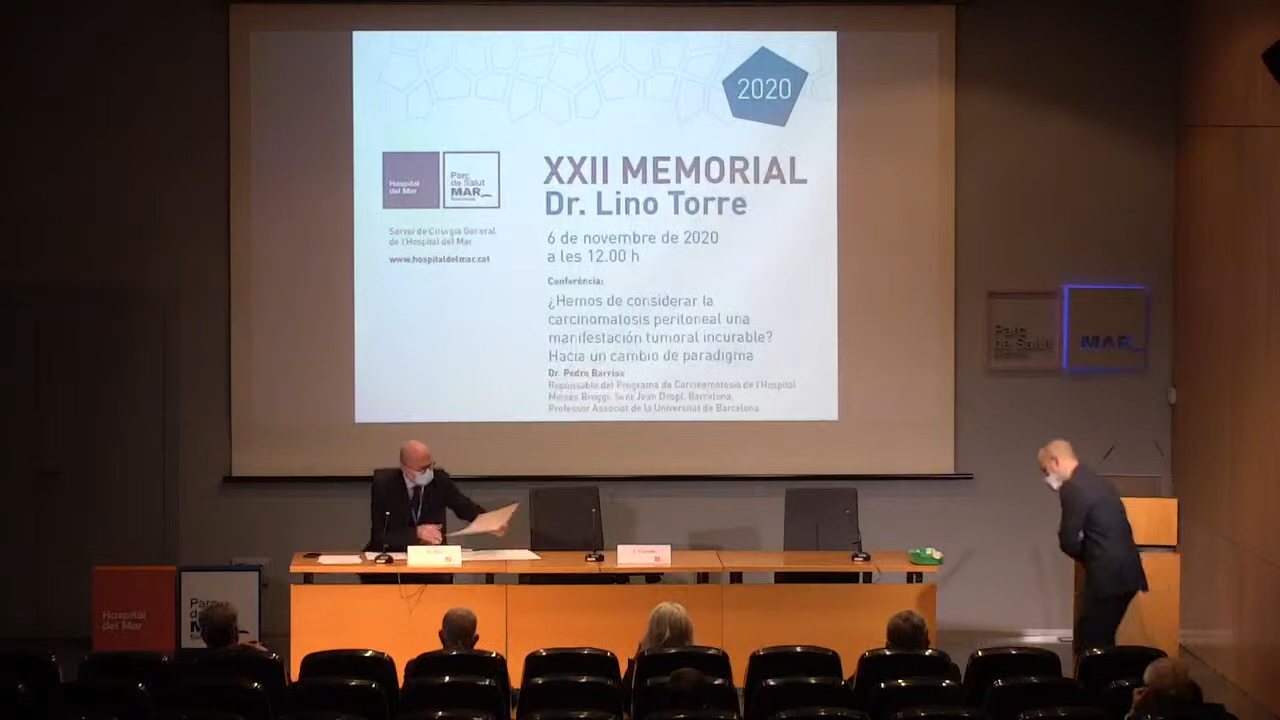 2020
Hospital
del Mar
Parc
de Salut
MAR
Barcelona
Servei de Cirurgia General
de l'Hospital del Mar
www.hospitaldelmar.cat
XXII MEMORIAL
Dr. Lino Torre
6 de novembre de 2020
a les 12.00 h
Conferència:
¿Hemos de considerar la
carcinomatosis peritoneal una
manifestación tumoral incurable?
Hacia un cambio de paradigma
Dr. Pedro Barrios
Reponsable del Programa de Carcinomatosis de l'Hospital
Moisès Broggi. Sant Joan Despí. Barcelona.
Professor Associat de la Universitat de Barcelona
Parc
de Salut
MAR
Hospital
del Mar
Parc